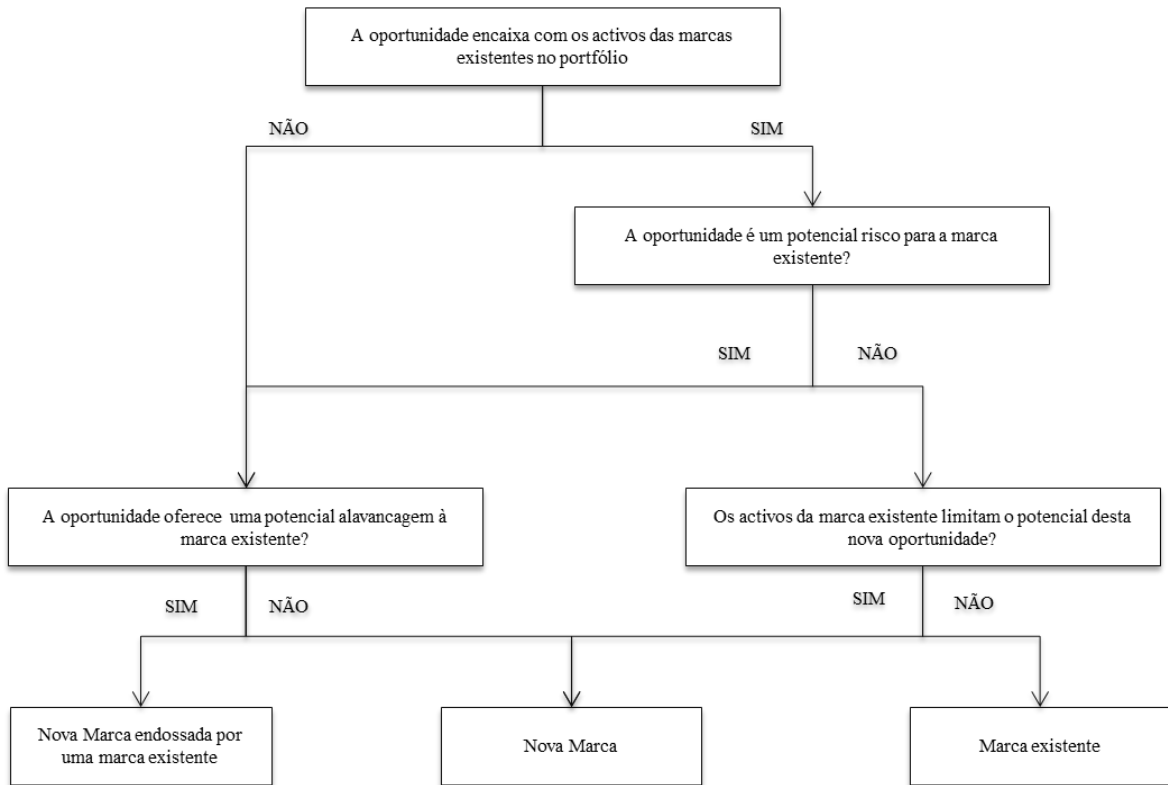 A oportunidade encaixa com os activos das marcas
existentes no portfólio
NÃO
SIM
A oportunidade é um potencial risco para a marca
existente?
SIM
NÃO
A oportunidade oferece uma potencial alavancagem à
marca existente?
Os activos da marca existente limitam o potencial desta
nova oportunidade?
SIM
NÃO
SIM
NÃO
Nova Marca endossada por
uma marca existente
Nova Marca
Marca existente